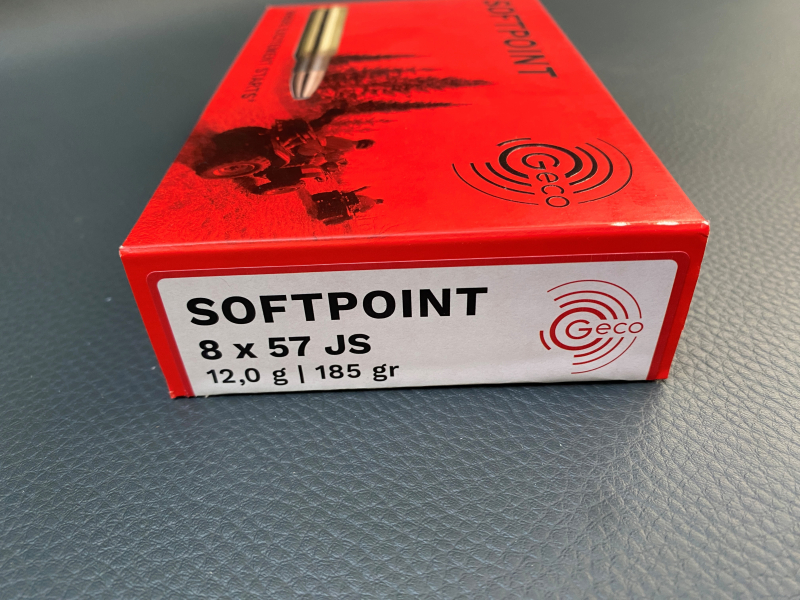 SOFTPOINT
Geco
SOFTPOINT
8 x 57 JS
12,0 g | 185 gr
Geco